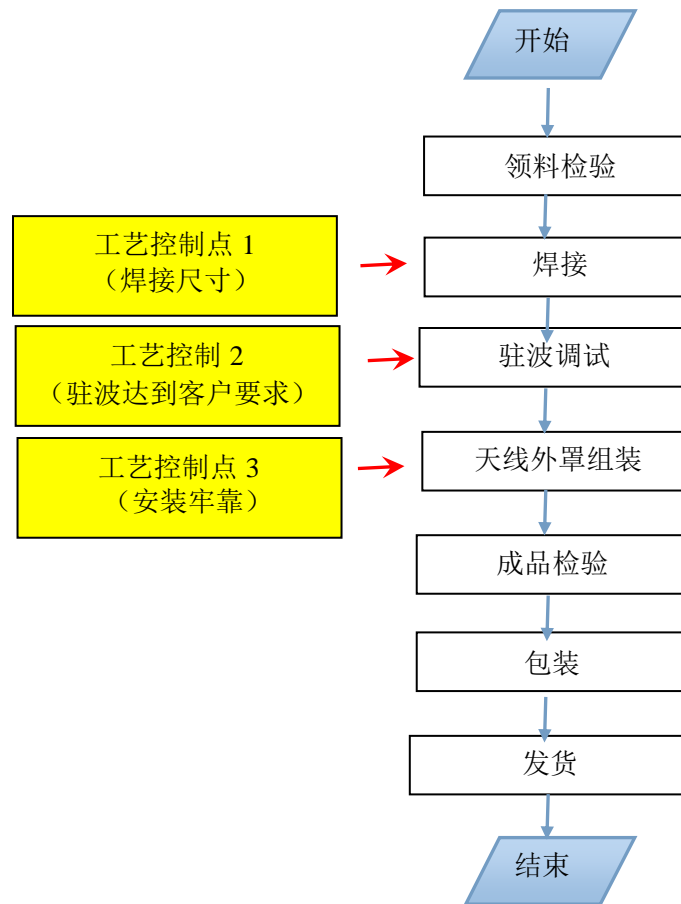 开始
领料检验
工艺控制点 1
（焊接尺寸）
焊接
工艺控制 2
（驻波达到客户要求）
驻波调试
工艺控制点 3
（安装牢靠）
天线外罩组装
成品检验
包装
发货
结束